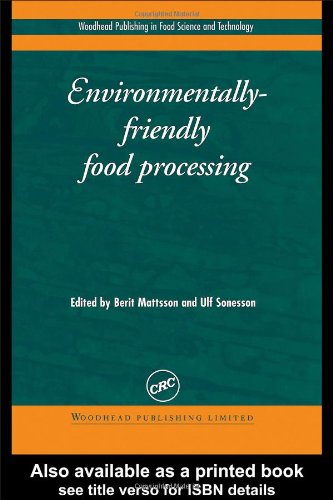 Woodhead Publishing in Food Science and Technology
Environmentally-
friendly
food processing
Edited by Berit Mattsson and Ulf Sonesson
CRC
WOODHEAD PUBLISHING LIMITED
Also available as a printed book
see title verso for ISBN details